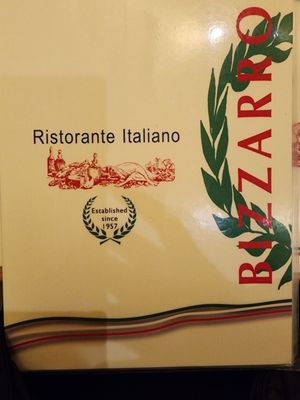 Ristorante Italiano
Established
since
1957
BIZZARRO